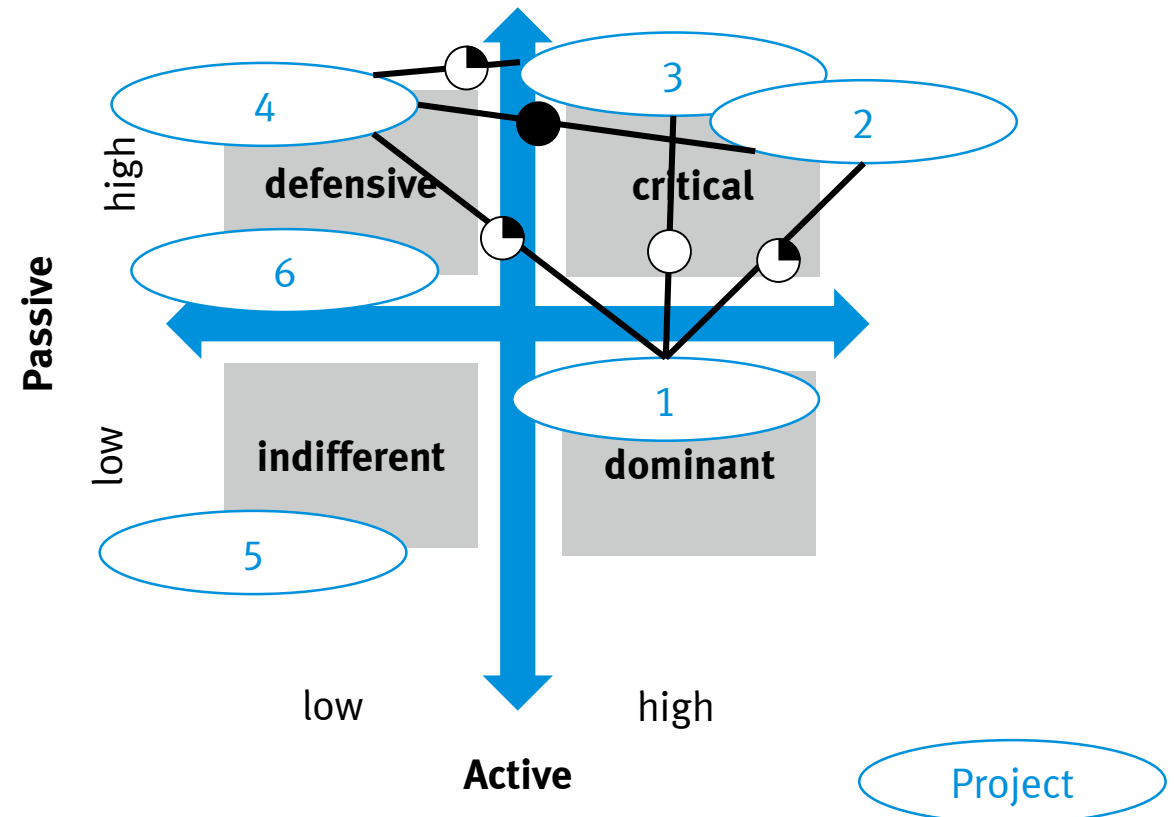 3
4
2
high
defensive
critical
6
Passive
1
low
indifferent
dominant
5
low
high
Active
Project